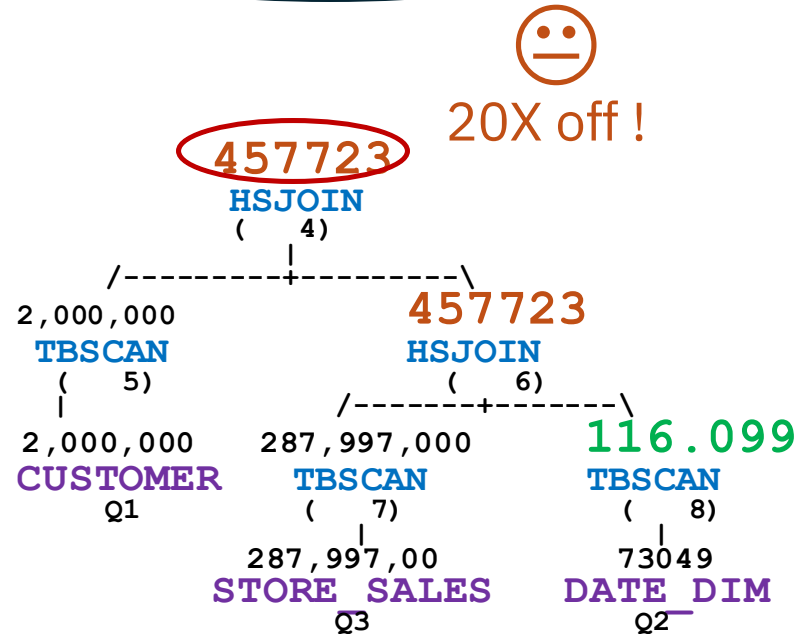 20X off !
457723
HSJOIN
(    4)
|
/---------+---------\
2,000,000    457723
TBSCAN    HSJOIN
(    5)    (    6)
|    /-------+-------\
2,000,000    287,997,000    116.099
CUSTOMER    TBSCAN    TBSCAN
Q1    (    7)    (    8)
|    |
287,997,00    73049
STORE_SALES    DATE_DIM
Q3    Q2